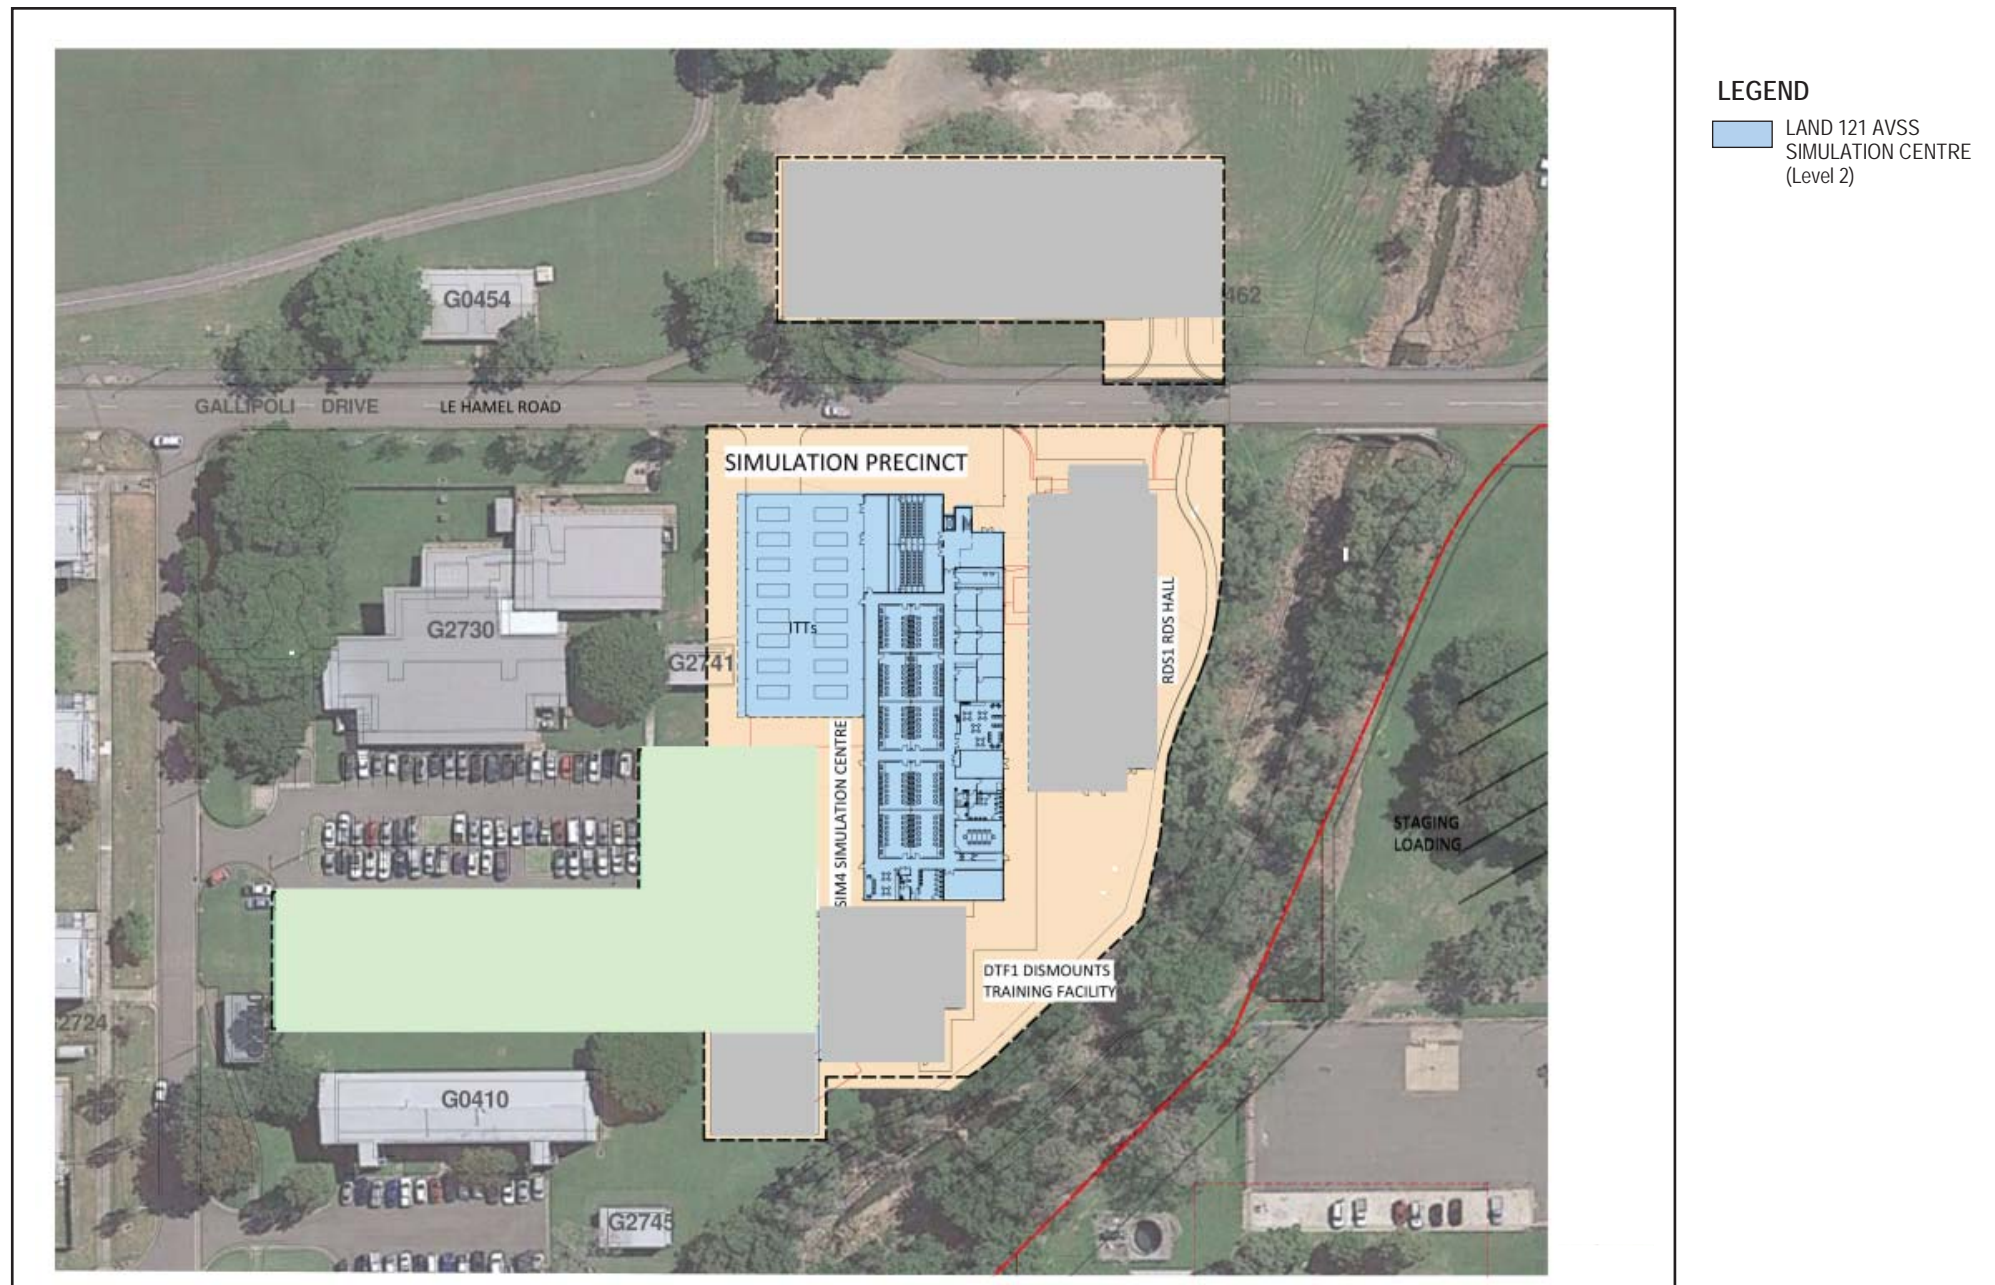 LEGEND
LAND 121 AVSS
SIMULATION CENTRE
(Level 2)
G0454
462
GALLIPOLI DRIVE
LE HAMEL ROAD
SIMULATION PRECINCT
G2730
ITTs
G2741
RDS1 RDS HALL
SIM4 SIMULATION CENTRE
STAGING
LOADING
DTF1 DISMOUNTS
TRAINING FACILITY
2724
G0410
G2745